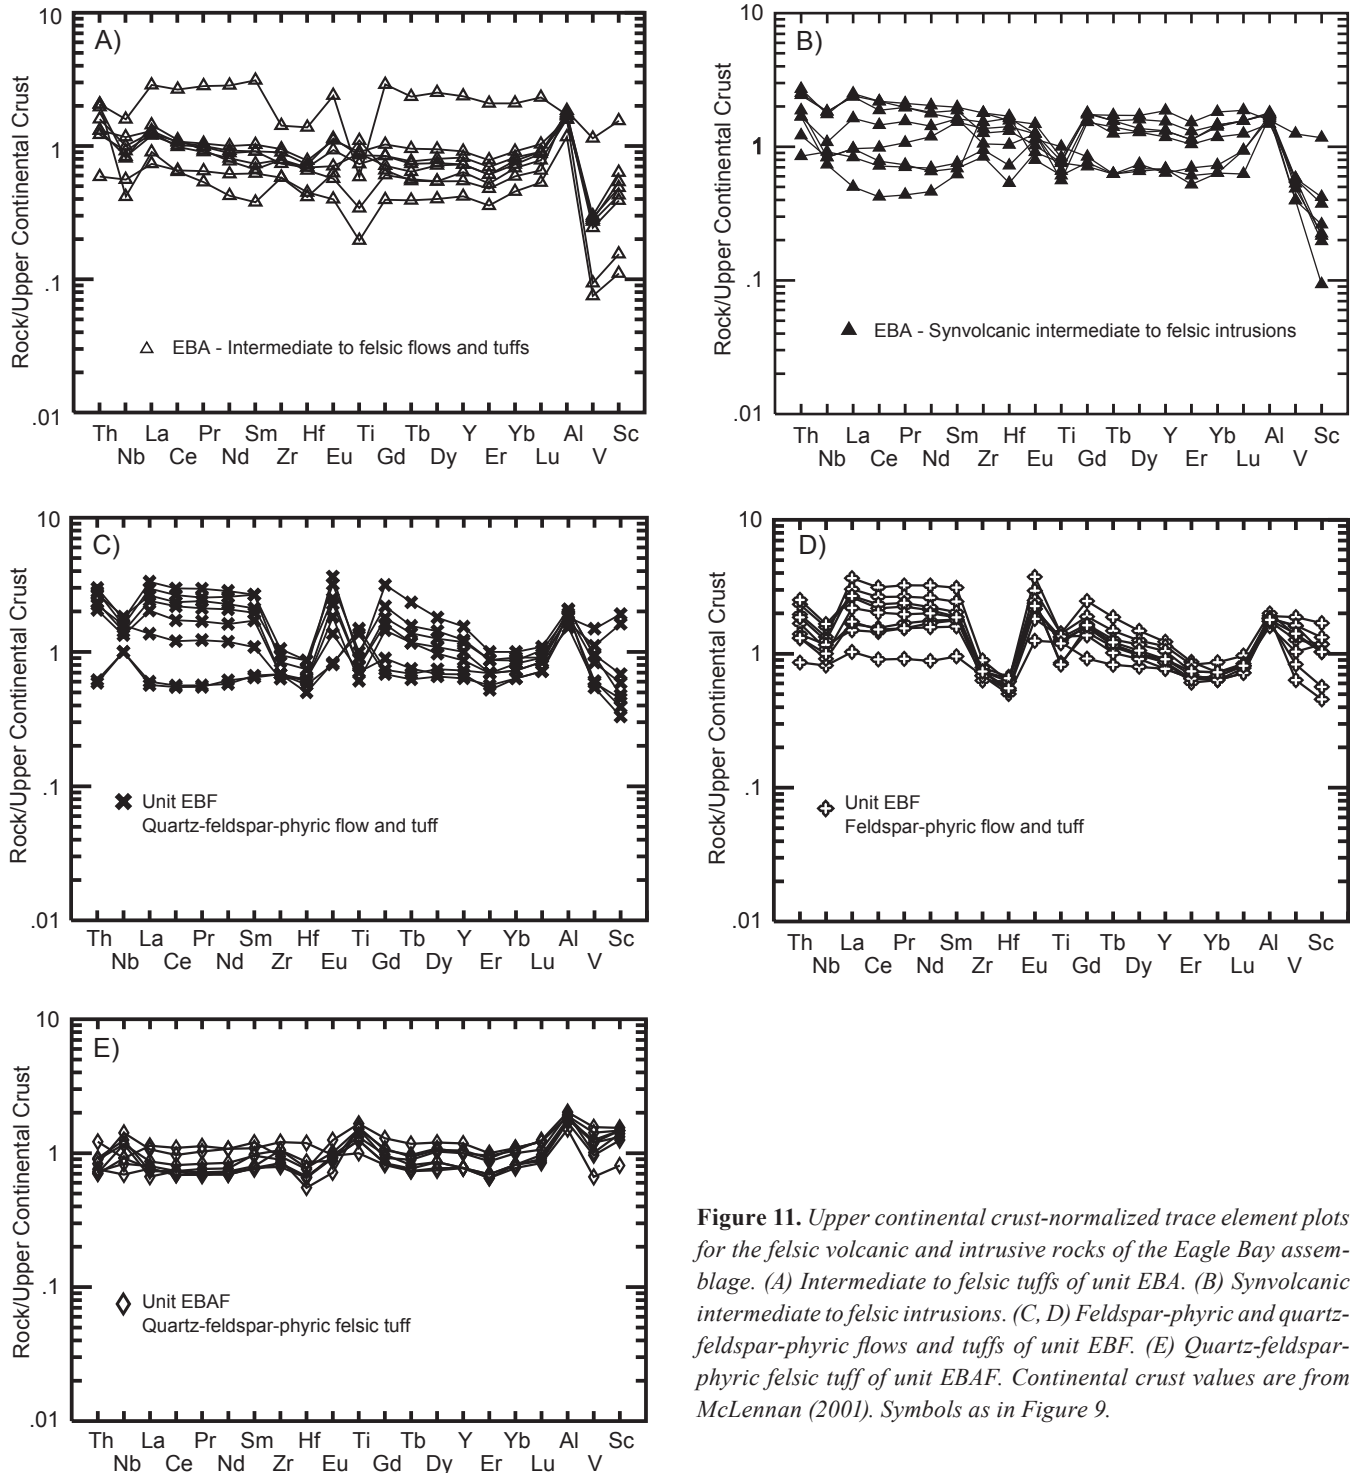 A)
10
1
.1
.01
Rock/Upper Continental Crust
EBA - Intermediate to felsic flows and tuffs
Th La Pr Sm Hf Ti Tb Y Yb Al Sc
Nb Ce Nd Zr Eu Gd Dy Er Lu V
B)
10
1
.1
.01
Rock/Upper Continental Crust
EBA - Synvolcanic intermediate to felsic intrusions
Th La Pr Sm Hf Ti Tb Y Yb Al Sc
Nb Ce Nd Zr Eu Gd Dy Er Lu V
C)
10
1
.1
.01
Rock/Upper Continental Crust
Unit EBF
Quartz-feldspar-phyric flow and tuff
Th La Pr Sm Hf Ti Tb Y Yb Al Sc
Nb Ce Nd Zr Eu Gd Dy Er Lu V
D)
10
1
.1
.01
Rock/Upper Continental Crust
Unit EBF
Feldspar-phyric flow and tuff
Th La Pr Sm Hf Ti Tb Y Yb Al Sc
Nb Ce Nd Zr Eu Gd Dy Er Lu V
E)
10
1
.1
.01
Rock/Upper Continental Crust
Unit EBAF
Quartz-feldspar-phyric felsic tuff
Th La Pr Sm Hf Ti Tb Y Yb Al Sc
Nb Ce Nd Zr Eu Gd Dy Er Lu V
Figure 11. Upper continental crust-normalized trace element plots
for the felsic volcanic and intrusive rocks of the Eagle Bay assem-
blage. (A) Intermediate to felsic tuffs of unit EBA. (B) Synvolcanic
intermediate to felsic intrusions. (C, D) Feldspar-phyric and quartz-
feldspar-phyric flows and tuffs of unit EBF. (E) Quartz-feldspar-
phyric felsic tuff of unit EBAF. Continental crust values are from
McLennan (2001). Symbols as in Figure 9.